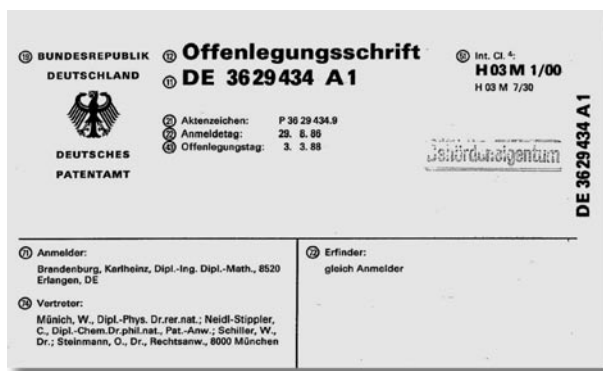 ⑲ BUNDESREPUBLIK
DEUTSCHLAND
DEUTSCHES
PATENTAMT
⑫ Offenlegungsschrift
⑪ DE 3629434 A1
㉑ Aktenzeichen: P 36 29 434.9
㉒ Anmeldetag: 29. 8. 86
㊸ Offenlegungstag: 3. 3. 88
Int. Cl. 4:
H 03 M 1/00
H 03 M 7/30
Behördeneigentum
DE 3629434 A1
Anmelder:
Brandenburg, Karlheinz, Dipl.-Ing. Dipl.-Math., 8520
Erlangen, DE
Vertreter:
Münich, W., Dipl.-Phys. Dr.rer.nat.; Neidl-Stippler,
C., Dipl.-Chem.Dr.phil.nat., Pat.-Anw.; Schiller, W.,
Dr.; Steinmann, O., Dr., Rechtsanw., 8000 München
Erfinder:
gleich Anmelder